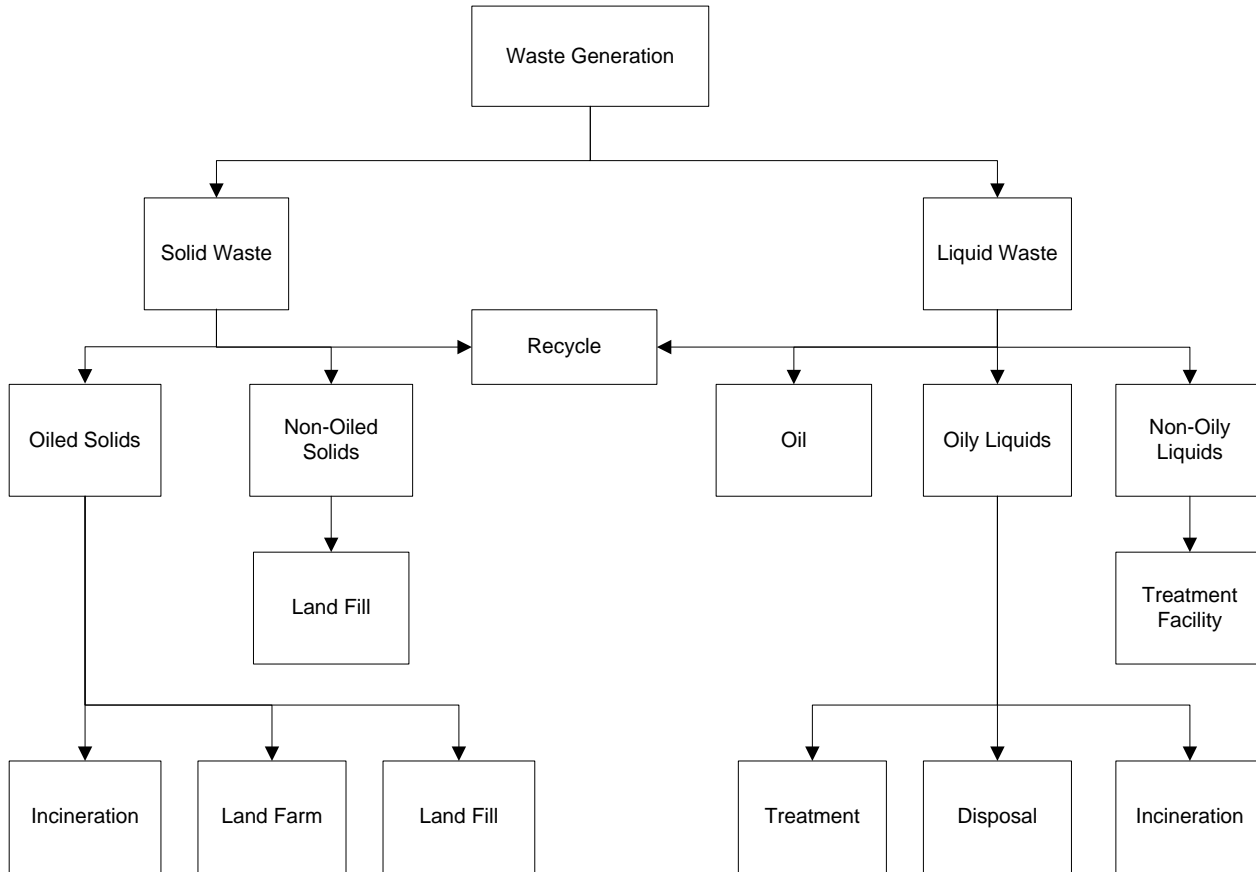 Waste Generation
Solid Waste
Liquid Waste
Recycle
Oiled Solids
Non-Oiled
Solids
Oil
Oily Liquids
Non-Oily
Liquids
Land Fill
Treatment
Facility
Incineration
Land Farm
Land Fill
Treatment
Disposal
Incineration